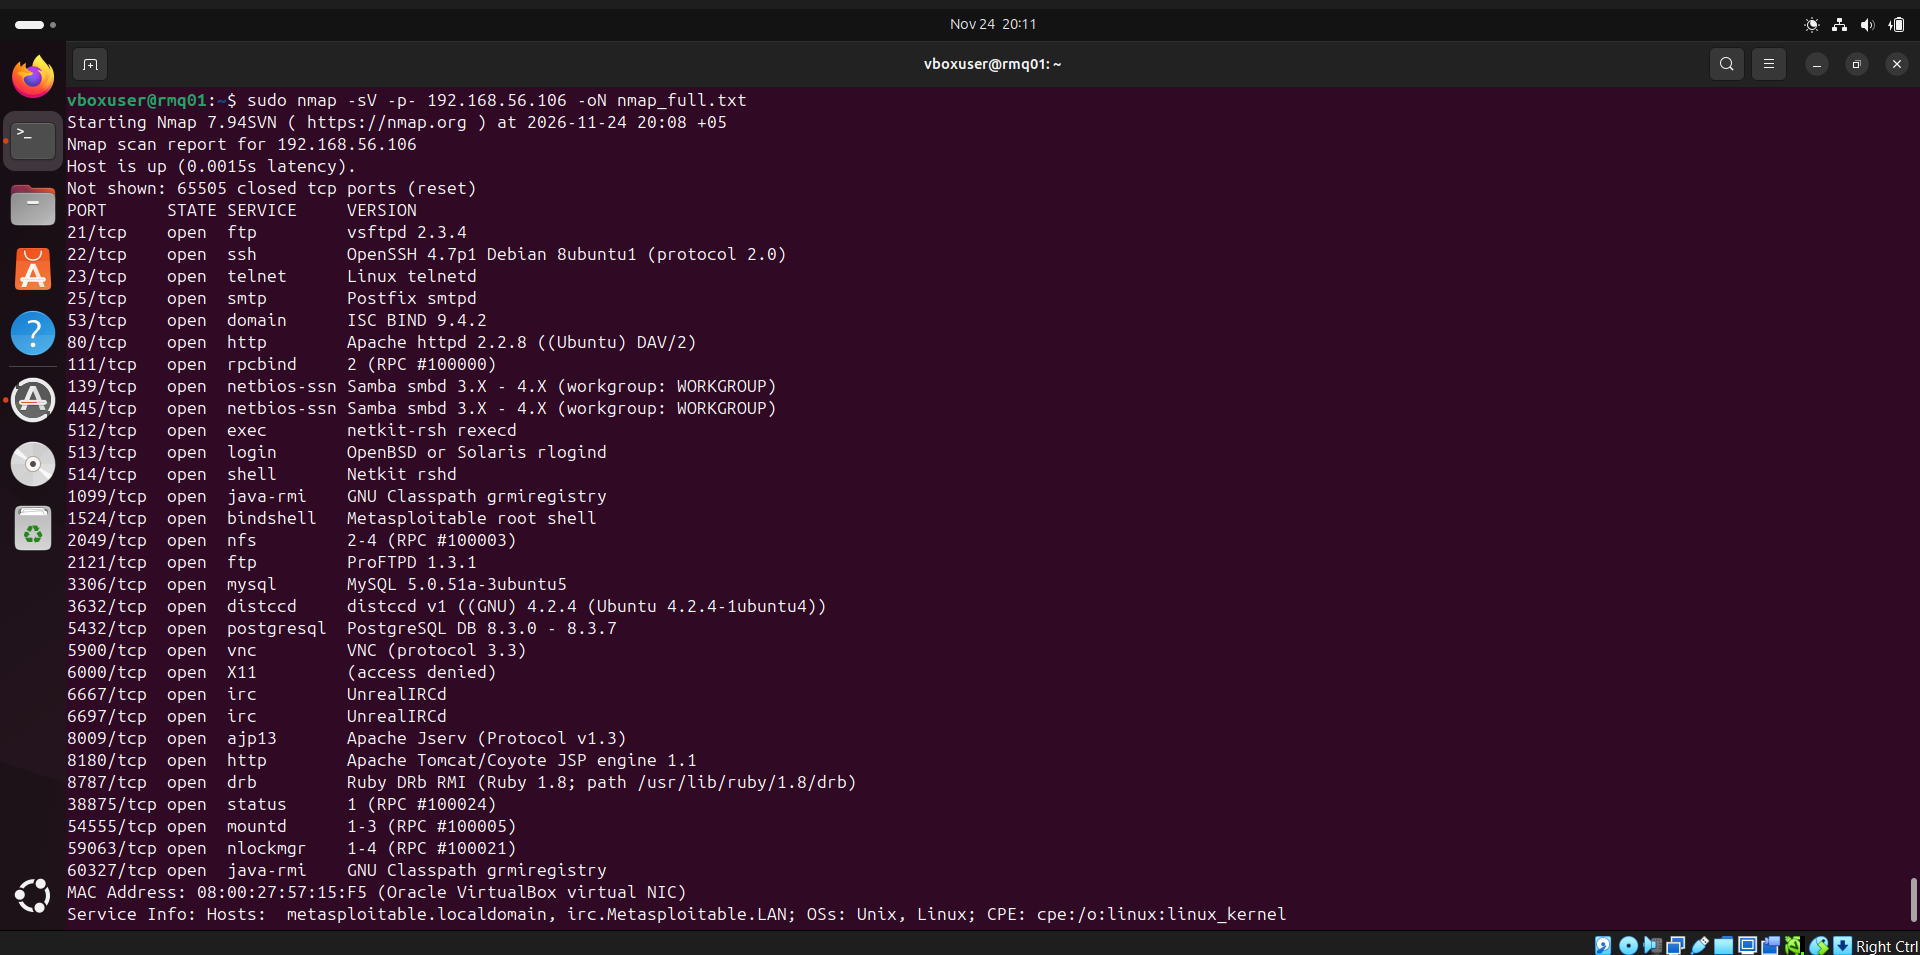 Nov 24 20:11
vboxuser@rmq01: ~
vboxuser@rmq01:~$ sudo nmap -sV -p- 192.168.56.106 -oN nmap_full.txt
Starting Nmap 7.94SVN ( https://nmap.org ) at 2026-11-24 20:08 +05
Nmap scan report for 192.168.56.106
Host is up (0.0015s latency).
Not shown: 65505 closed tcp ports (reset)
PORT      STATE SERVICE     VERSION
21/tcp    open  ftp         vsftpd 2.3.4
22/tcp    open  ssh         OpenSSH 4.7p1 Debian 8ubuntu1 (protocol 2.0)
23/tcp    open  telnet      Linux telnetd
25/tcp    open  smtp        Postfix smtpd
53/tcp    open  domain      ISC BIND 9.4.2
80/tcp    open  http        Apache httpd 2.2.8 ((Ubuntu) DAV/2)
111/tcp   open  rpcbind     2 (RPC #100000)
139/tcp   open  netbios-ssn Samba smbd 3.X - 4.X (workgroup: WORKGROUP)
445/tcp   open  netbios-ssn Samba smbd 3.X - 4.X (workgroup: WORKGROUP)
512/tcp   open  exec        netkit-rsh rexecd
513/tcp   open  login       OpenBSD or Solaris rlogind
514/tcp   open  shell       Netkit rshd
1099/tcp  open  java-rmi    GNU Classpath grmiregistry
1524/tcp  open  bindshell   Metasploitable root shell
2049/tcp  open  nfs         2-4 (RPC #100003)
2121/tcp  open  ftp         ProFTPD 1.3.1
3306/tcp  open  mysql       MySQL 5.0.51a-3ubuntu5
3632/tcp  open  distccd     distccd v1 ((GNU) 4.2.4 (Ubuntu 4.2.4-1ubuntu4))
5432/tcp  open  postgresql  PostgreSQL DB 8.3.0 - 8.3.7
5900/tcp  open  vnc         VNC (protocol 3.3)
6000/tcp  open  X11         (access denied)
6667/tcp  open  irc         UnrealIRCd
6697/tcp  open  irc         UnrealIRCd
8009/tcp  open  ajp13       Apache Jserv (Protocol v1.3)
8180/tcp  open  http        Apache Tomcat/Coyote JSP engine 1.1
8787/tcp  open  drb         Ruby DRb RMI (Ruby 1.8; path /usr/lib/ruby/1.8/drb)
38875/tcp open  status      1 (RPC #100024)
54555/tcp open  mountd      1-3 (RPC #100005)
59063/tcp open  nlockmgr    1-4 (RPC #100021)
60327/tcp open  java-rmi    GNU Classpath grmiregistry
MAC Address: 08:00:27:57:15:F5 (Oracle VirtualBox virtual NIC)
Service Info: Hosts:  metasploitable.localdomain, irc.Metasploitable.LAN; OSs: Unix, Linux; CPE: cpe:/o:linux:linux_kernel
Right Ctrl